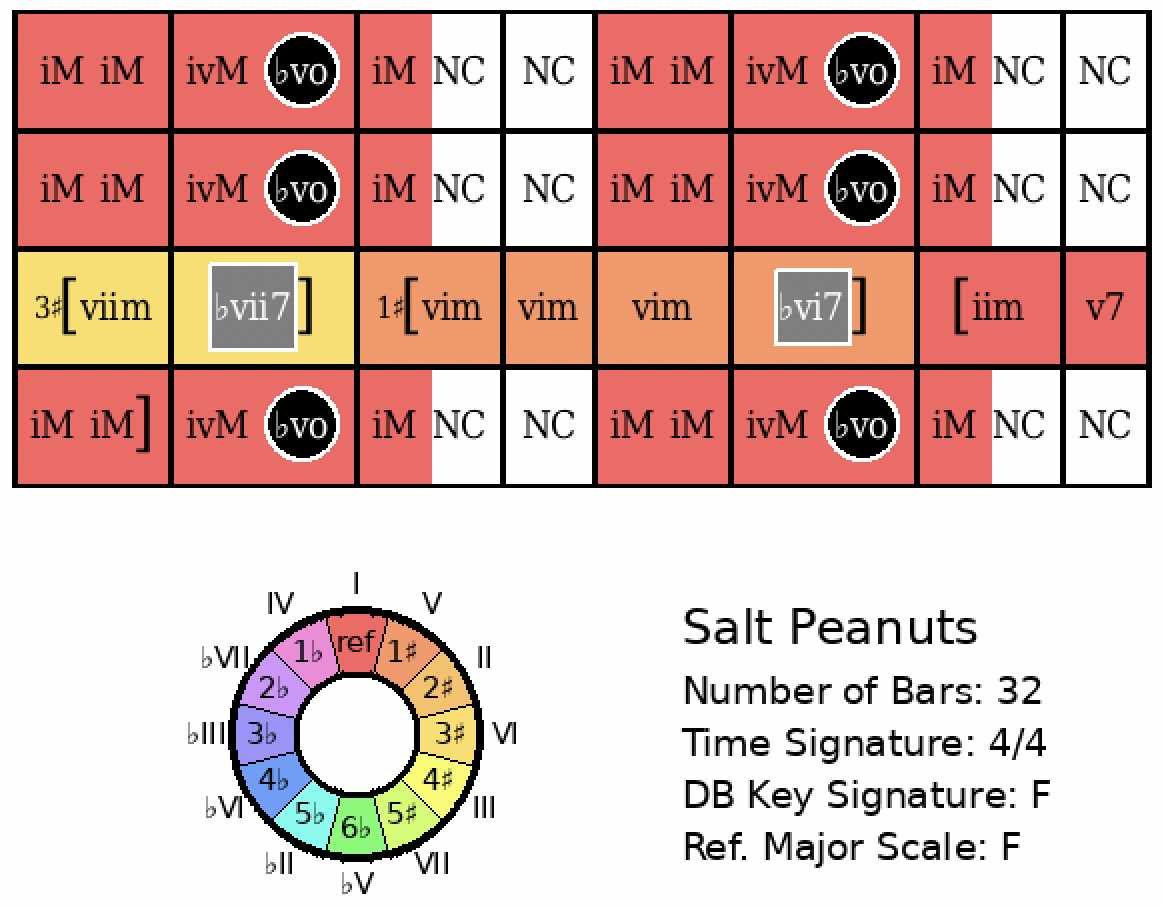 iM iM ivM ♭vo iM NC NC iM iM ivM ♭vo iM NC NC
iM iM ivM ♭vo iM NC NC iM iM ivM ♭vo iM NC NC
3♯[viim ♭vii7] 1♯[vim vim vim ♭vi7] [iim v7
iM iM] ivM ♭vo iM NC NC iM iM ivM ♭vo iM NC NC
I
IV V
ref
1♭ 1♯
♭VII II
2♭ 2♯
♭III 3♭ 3♯ VI
4♭ 4♯
♭VI III
5♭ 5♯
6♭
♭II VII
♭V
Salt Peanuts
Number of Bars: 32
Time Signature: 4/4
DB Key Signature: F
Ref. Major Scale: F